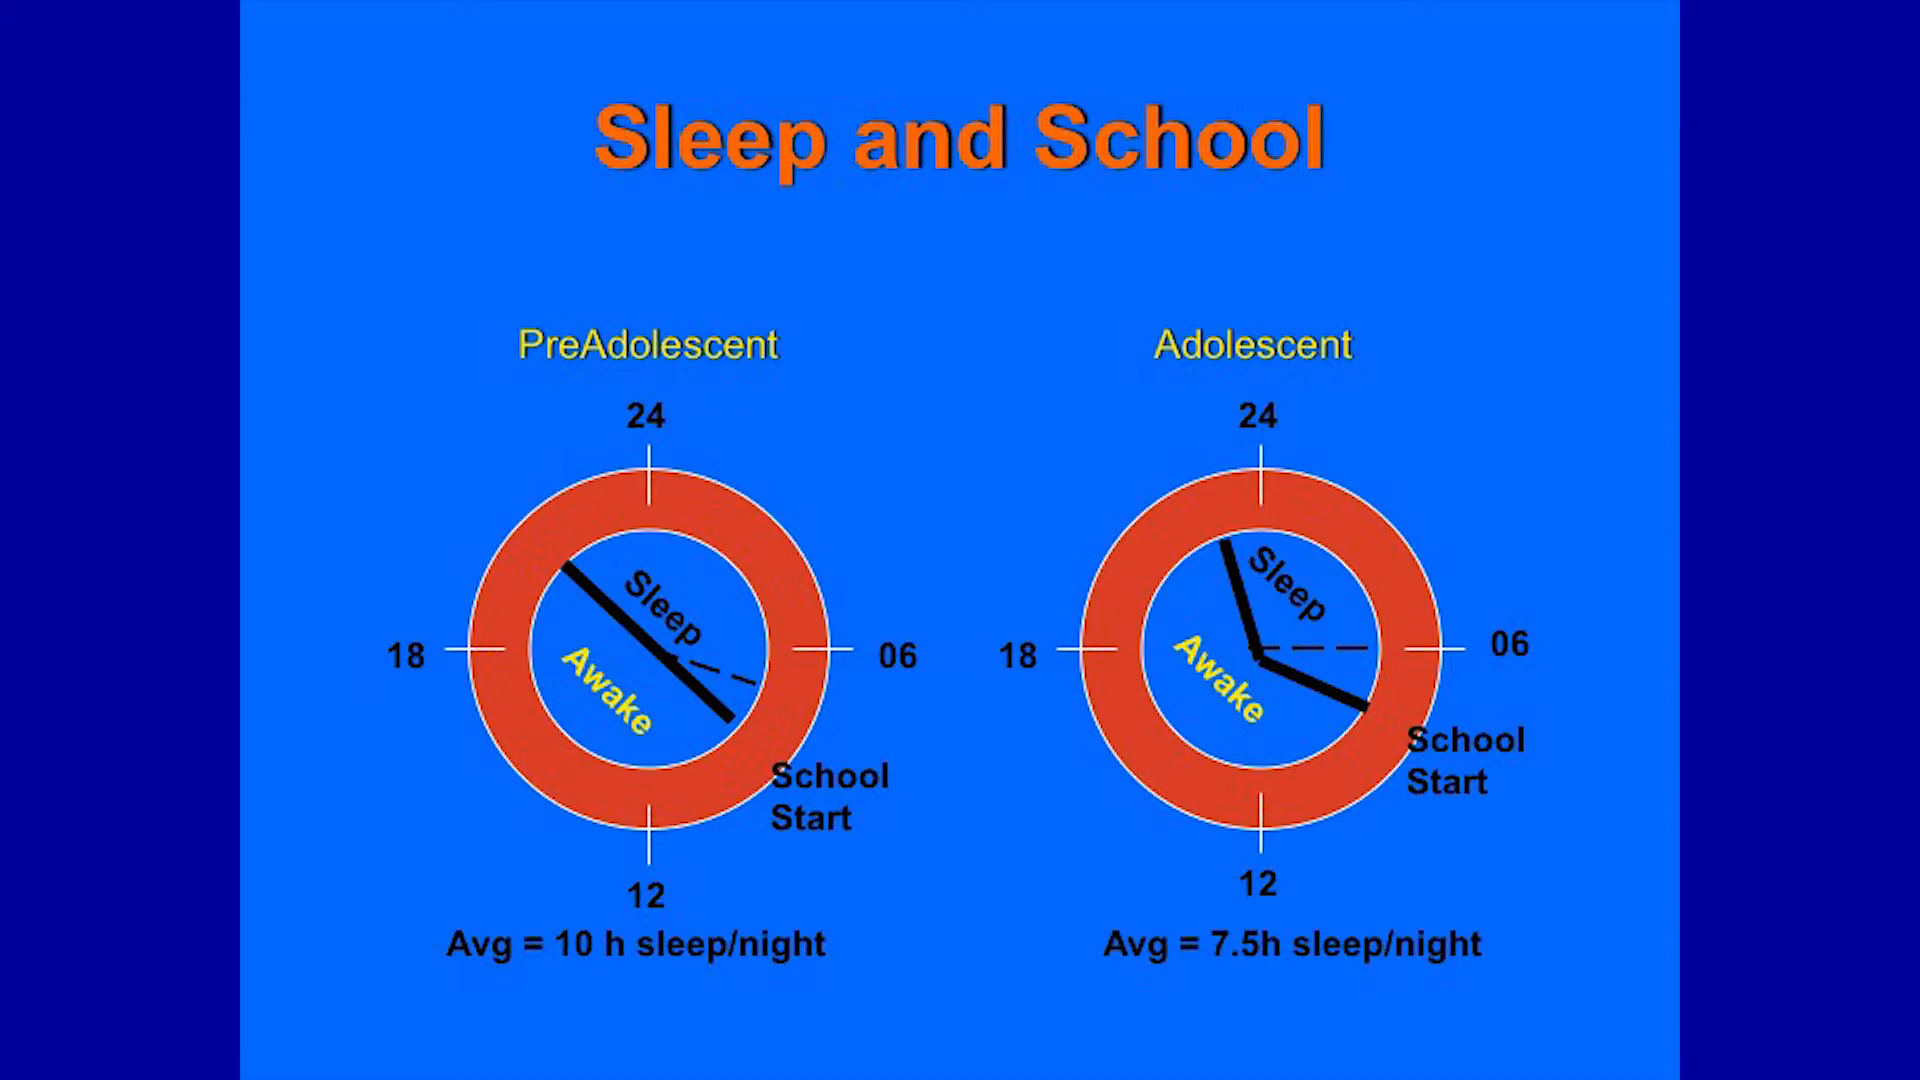 Sleep and School
PreAdolescent
24
18
06
Sleep
Awake
School
Start
12
Avg = 10 h sleep/night
Adolescent
24
18
06
Sleep
Awake
School
Start
12
Avg = 7.5h sleep/night